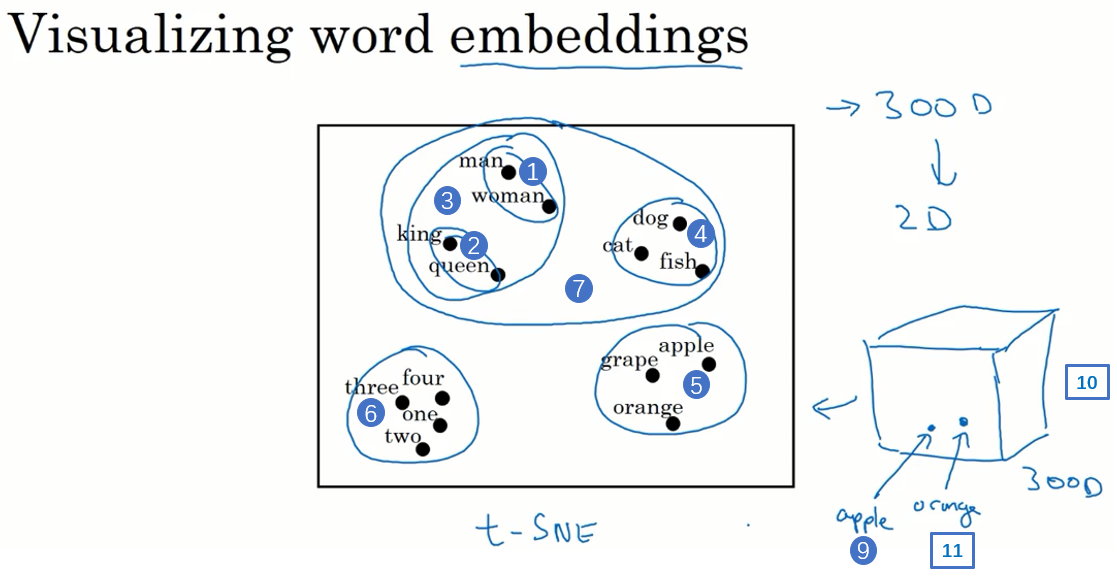 Visualizing word embeddings
→ 300 D
↓
2D
man 1
woman
3
king 2
queen
dog 4
cat
fish
7
apple
grape
5
orange
four
three
6 one
two
10
300D
apple orange
9 11
t-SNE